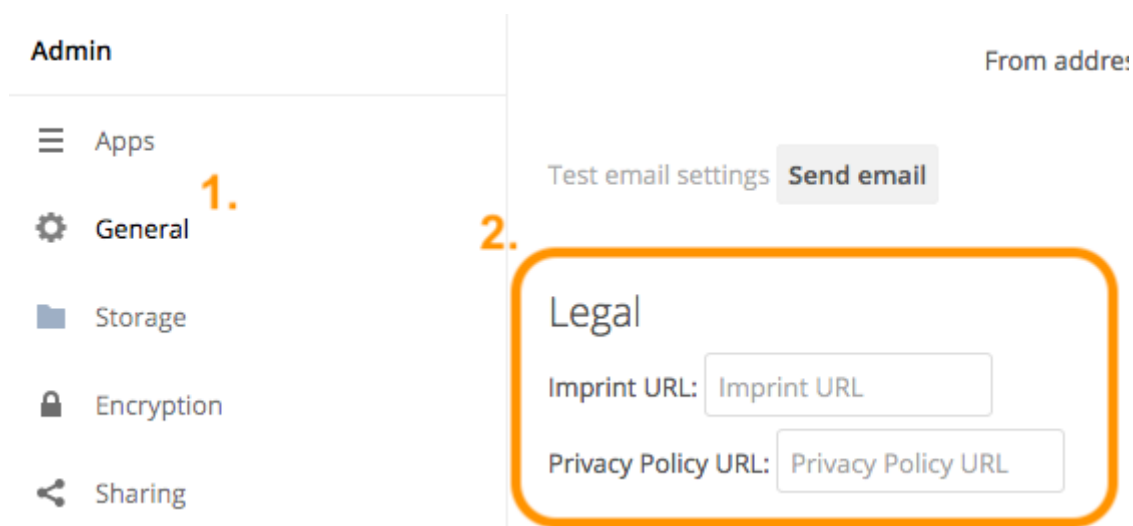 Admin
Apps
1.
General
Storage
Encryption
Sharing
From addres
Test email settings Send email
2.
Legal
Imprint URL: Imprint URL
Privacy Policy URL: Privacy Policy URL